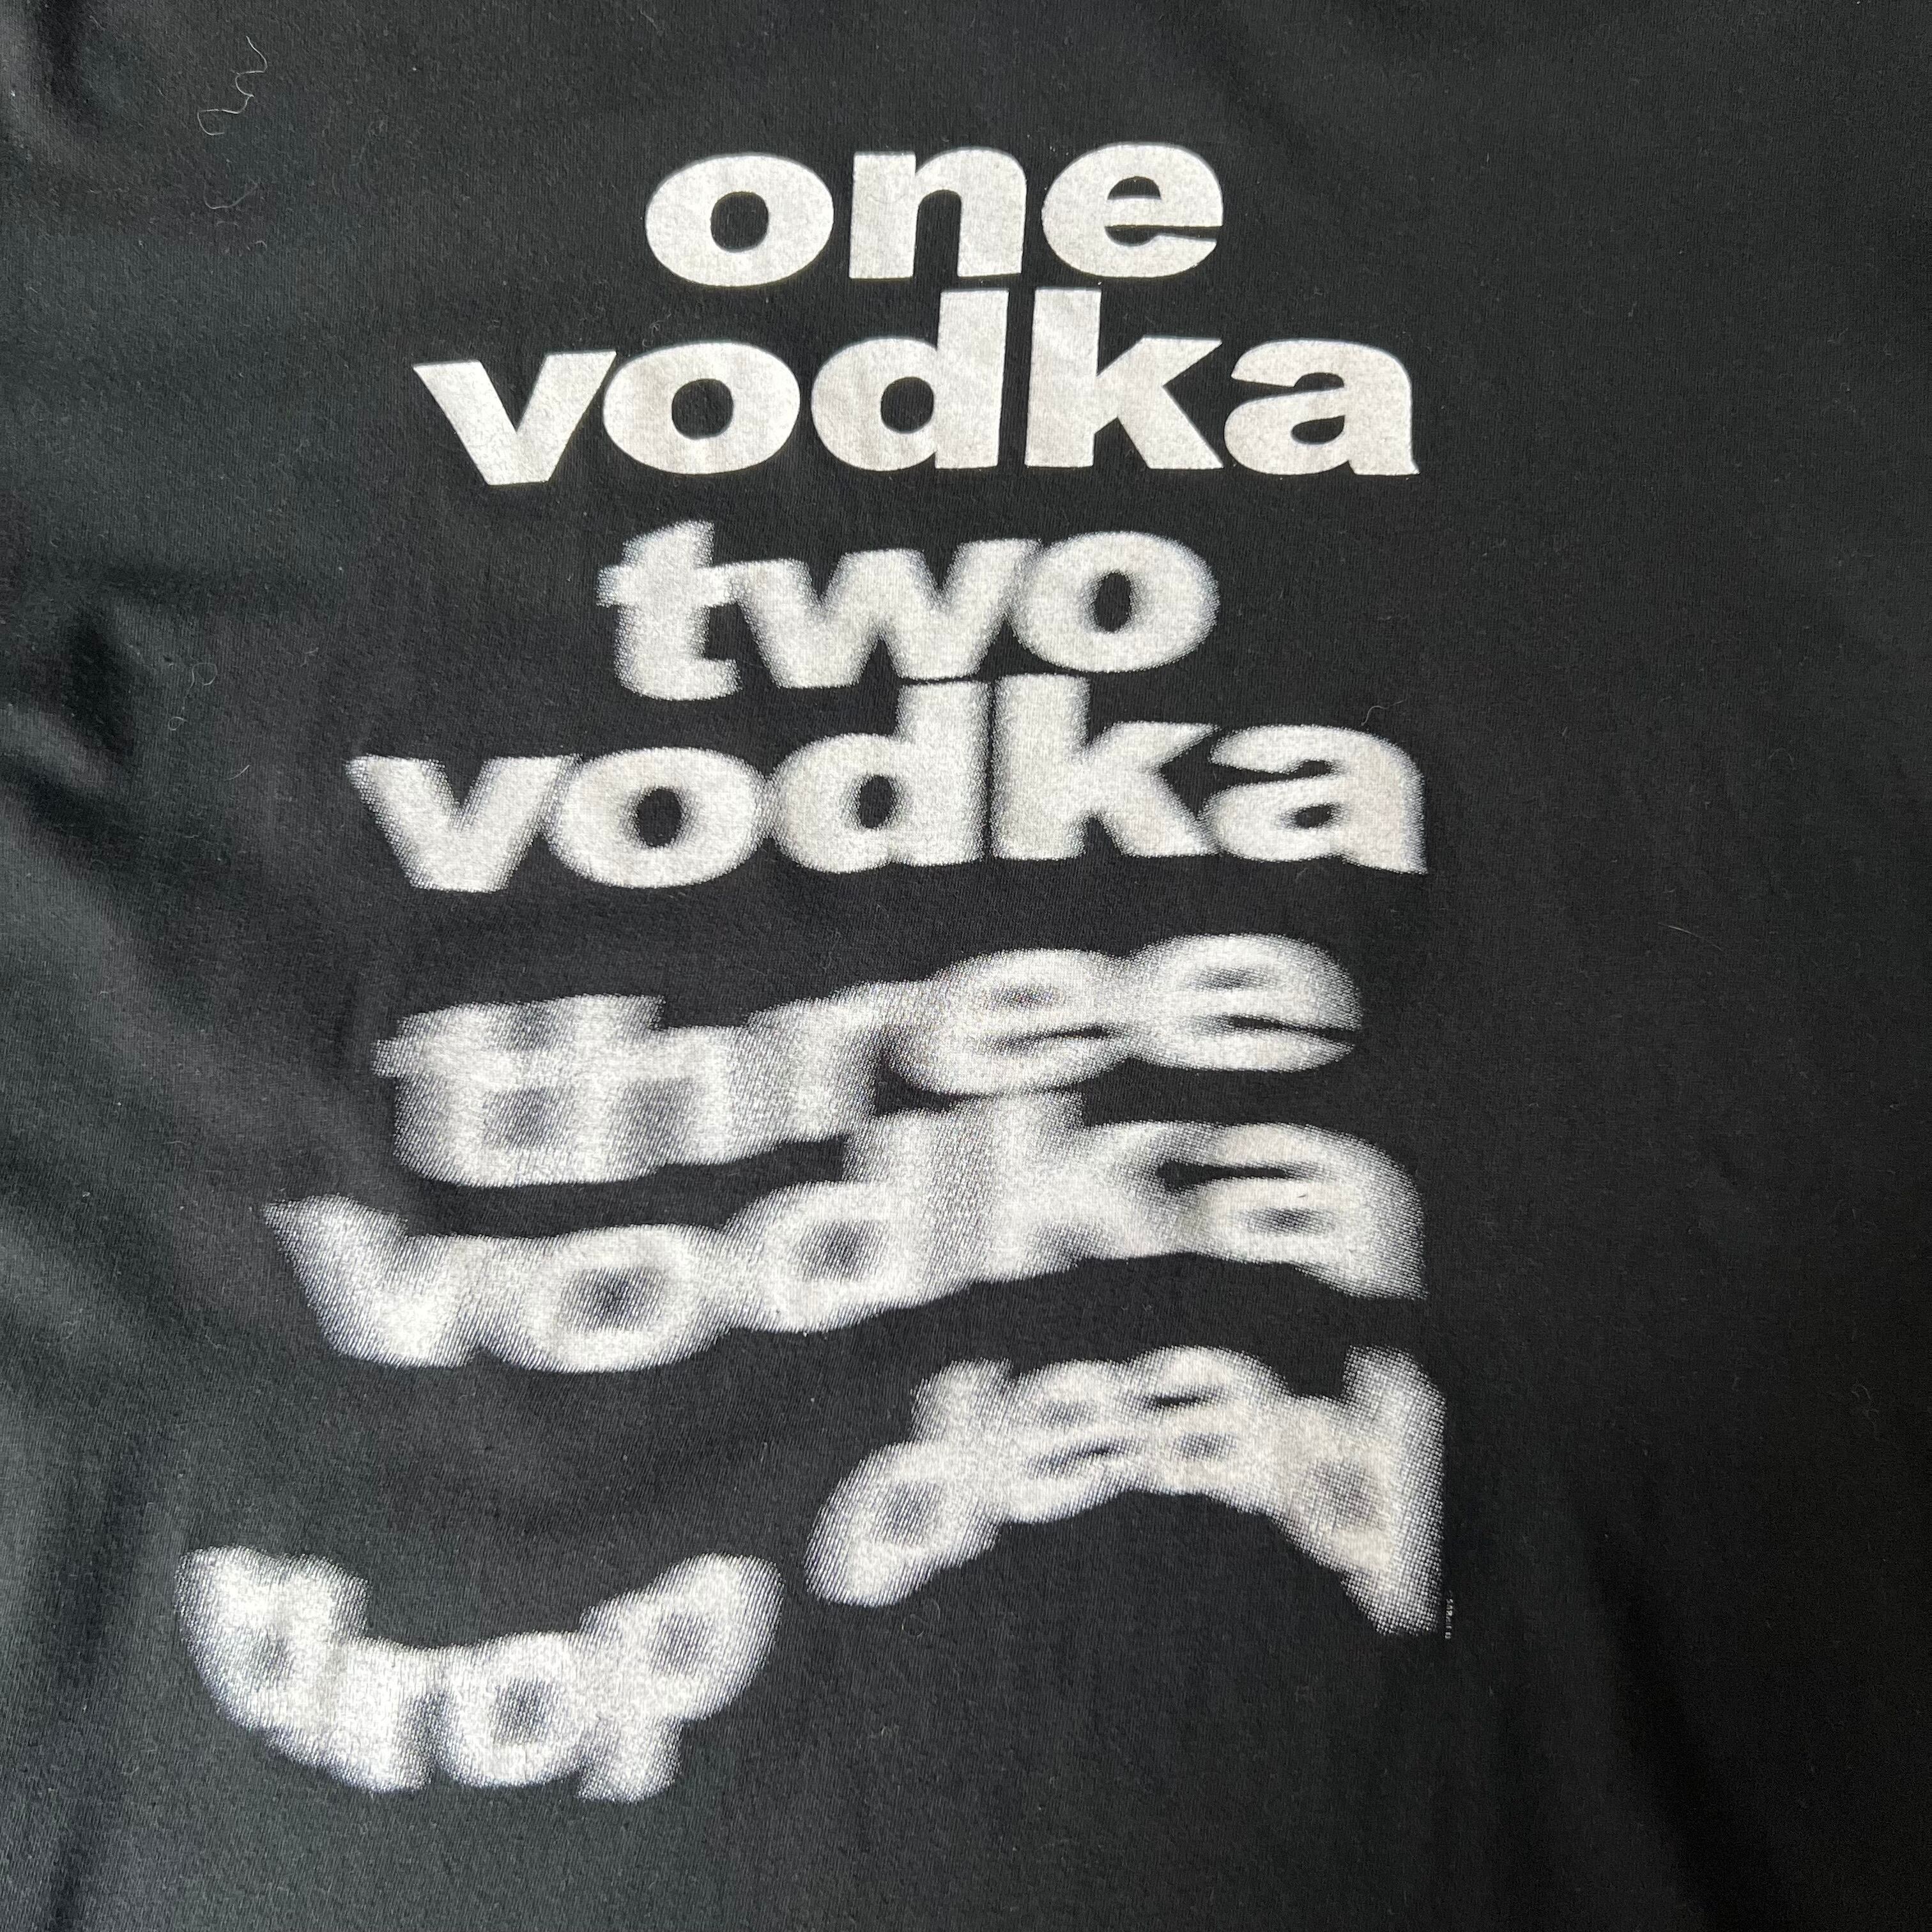 one
vodka
two
vodka
three
vodka
drop dead